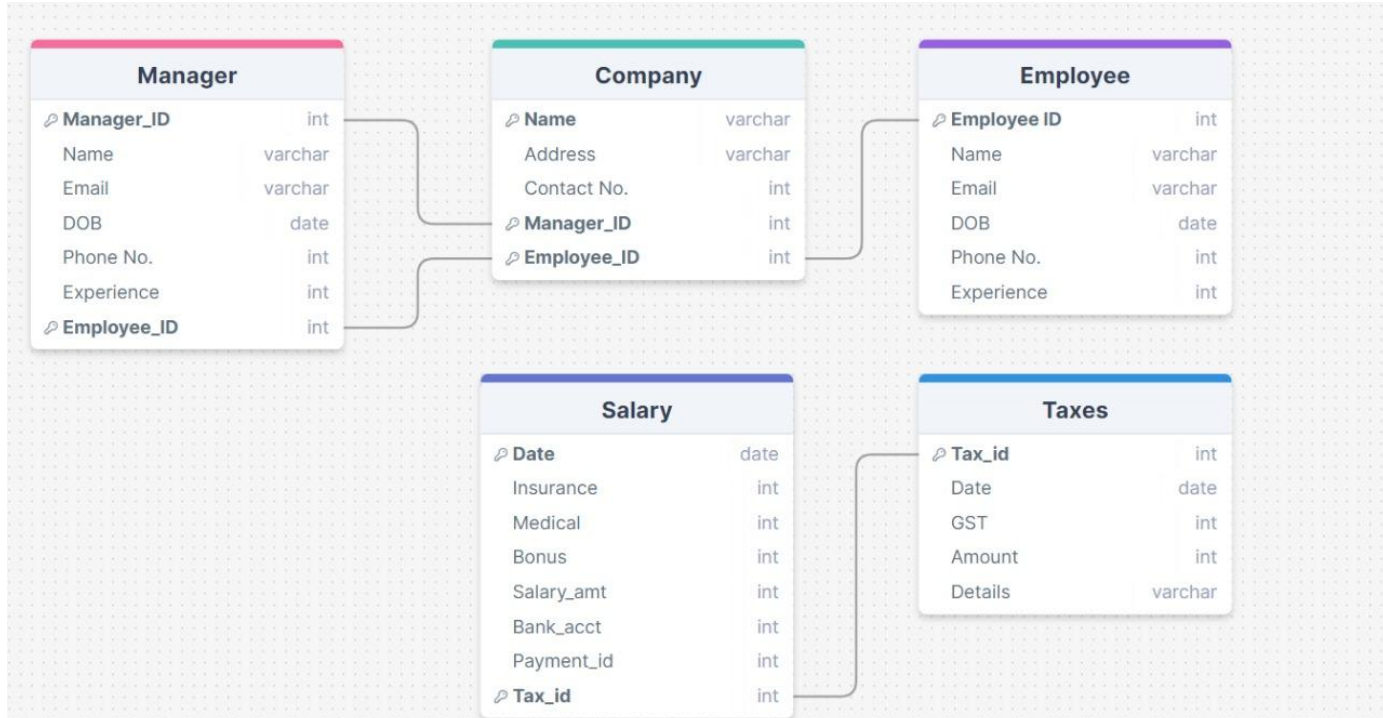 Manager
Manager_ID int
Name varchar
Email varchar
DOB date
Phone No. int
Experience int
Employee_ID int
Company
Name varchar
Address varchar
Contact No. int
Manager_ID int
Employee_ID int
Employee
Employee ID int
Name varchar
Email varchar
DOB date
Phone No. int
Experience int
Salary
Date date
Insurance int
Medical int
Bonus int
Salary_amt int
Bank_acct int
Payment_id int
Tax_id int
Taxes
Tax_id int
Date date
GST int
Amount int
Details varchar